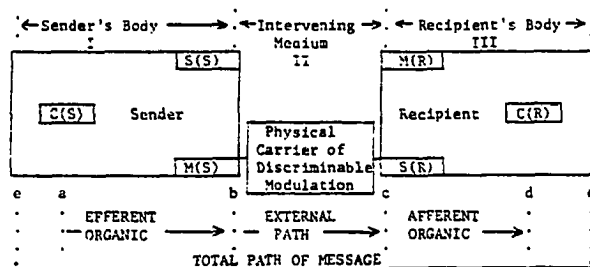 Sender's Body Intervening Recipient's Body
I Medium III
S(S) II M(R)
C(S) Sender Recipient C(R)
Physical
Carrier of
Discriminable
Modulation
M(S) S(R)
e a b c d e
EFFERENT EXTERNAL AFFERENT
ORGANIC PATH ORGANIC
TOTAL PATH OF MESSAGE